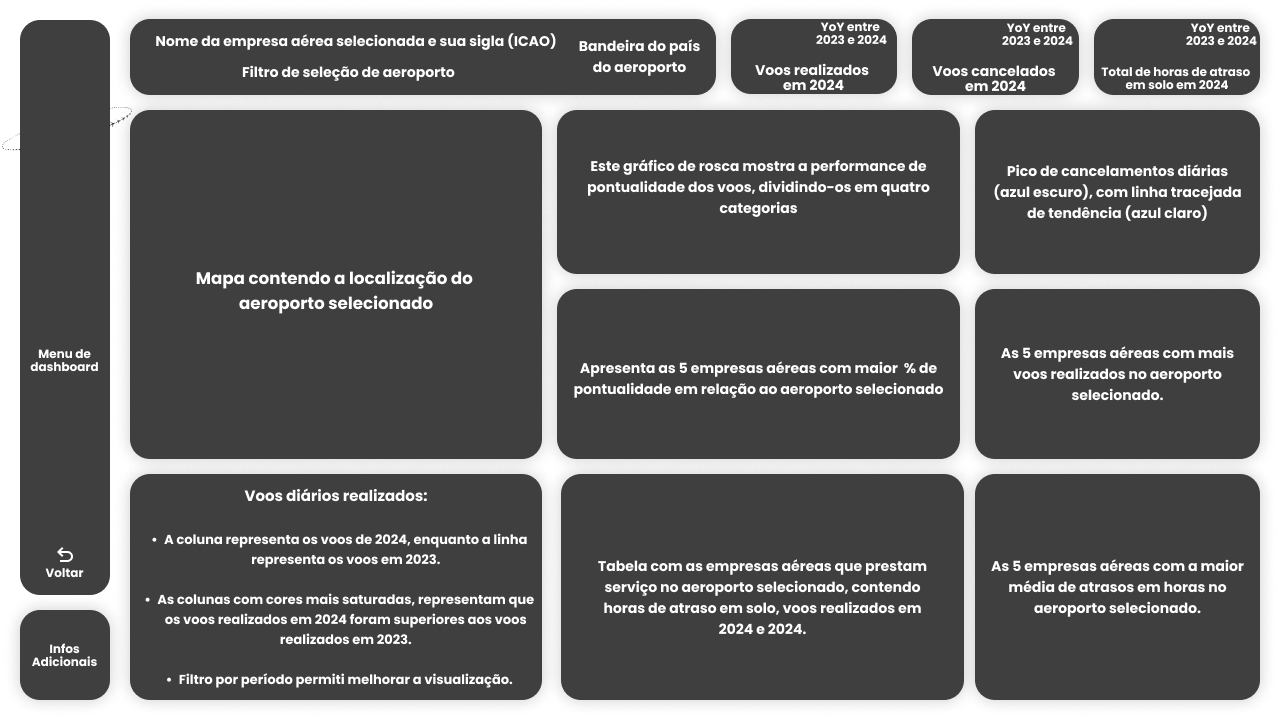 Nome da empresa aérea selecionada e sua sigla (ICAO)
Filtro de seleção de aeroporto
Bandeira do país
do aeroporto
YoY entre
2023 e 2024
Voos realizados
em 2024
YoY entre
2023 e 2024
Voos cancelados
em 2024
YoY entre
2023 e 2024
Total de horas de atraso
em solo em 2024
Menu de
dashboard
Voltar
Infos
Adicionais
Mapa contendo a localização do
aeroporto selecionado
Este gráfico de rosca mostra a performance de
pontualidade dos voos, dividindo-os em quatro
categorias
Pico de cancelamentos diárias
(azul escuro), com linha tracejada
de tendência (azul claro)
Apresenta as 5 empresas aéreas com maior  % de
pontualidade em relação ao aeroporto selecionado
As 5 empresas aéreas com mais
voos realizados no aeroporto
selecionado.
Voos diários realizados:
• A coluna representa os voos de 2024, enquanto a linha
representa os voos em 2023.
• As colunas com cores mais saturadas, representam que
os voos realizados em 2024 foram superiores aos voos
realizados em 2023.
• Filtro por período permiti melhorar a visualização.
Tabela com as empresas aéreas que prestam
serviço no aeroporto selecionado, contendo
horas de atraso em solo, voos realizados em
2024 e 2024.
As 5 empresas aéreas com a maior
média de atrasos em horas no
aeroporto selecionado.